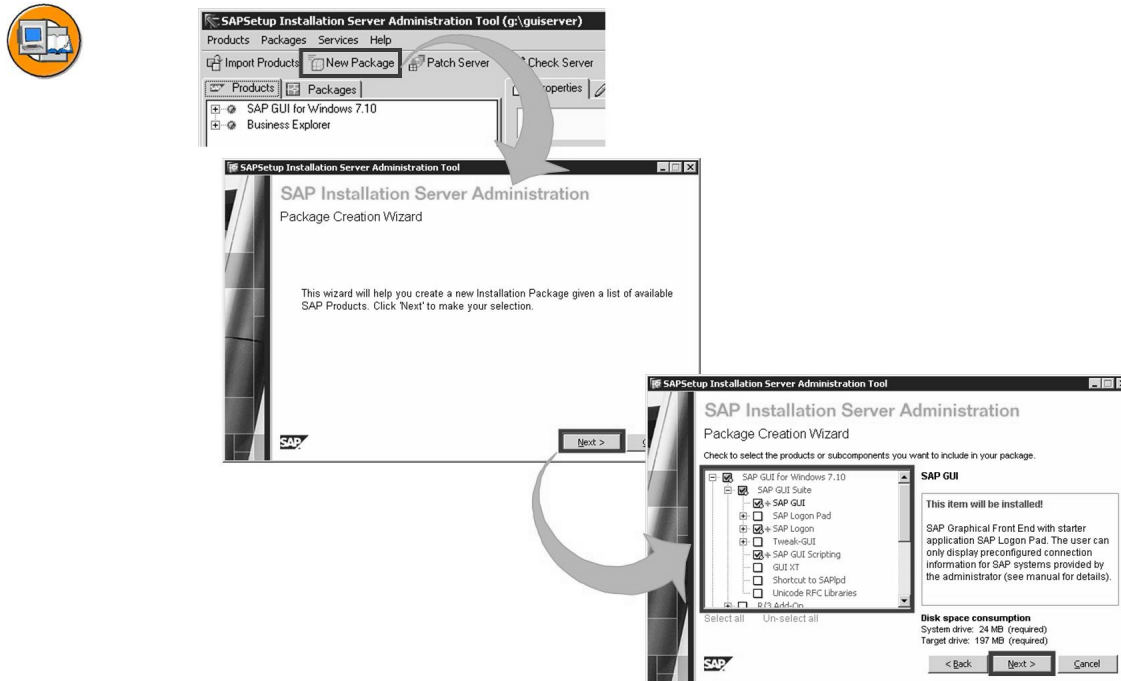 SAPSetup Installation Server Administration Tool (g:\guiserver)
Products Packages Services Help
Import Products New Package Patch Server Check Server
Products Packages
SAP GUI for Windows 7.10
Business Explorer
SAPSetup Installation Server Administration Tool
SAP Installation Server Administration
Package Creation Wizard
This wizard will help you create a new Installation Package given a list of available
SAP Products. Click 'Next' to make your selection.
SAP
Next >
SAPSetup Installation Server Administration Tool
SAP Installation Server Administration
Package Creation Wizard
Check to select the products or subcomponents you want to include in your package.
SAP GUI for Windows 7.10
SAP GUI Suite
SAP GUI
SAP Logon Pad
SAP Logon
Tweak-GUI
SAP GUI Scripting
GUI XT
Shortcut to SAPlpd
Unicode RFC Libraries
R/3 Add-On
Select all Un-select all
SAP GUI
This item will be installed!
SAP Graphical Front End with starter
application SAP Logon Pad. The user can
only display preconfigured connection
information for SAP systems provided by
the administrator (see manual for details).
Disk space consumption
System drive: 24 MB (required)
Target drive: 197 MB (required)
SAP
< Back Next > Cancel